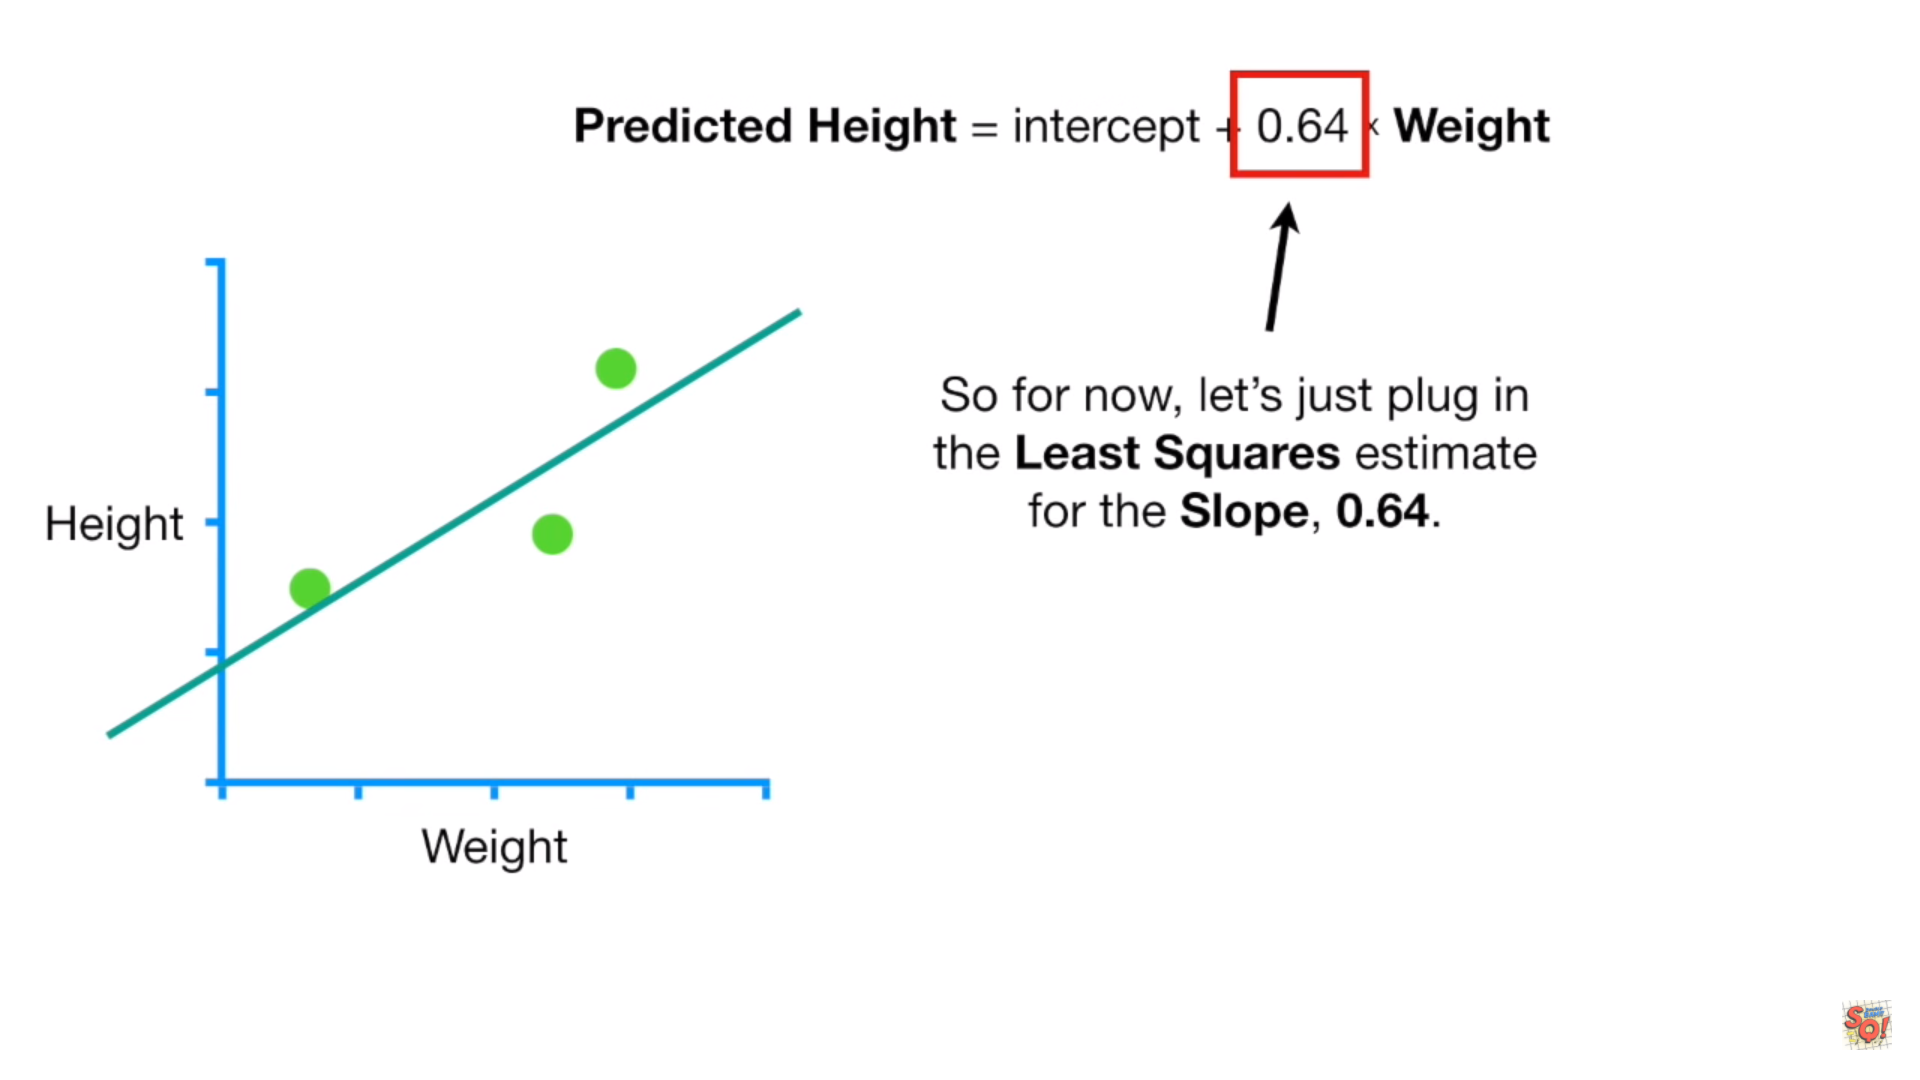 Predicted Height = intercept + 0.64 x Weight
So for now, let's just plug in
the Least Squares estimate
for the Slope, 0.64.
Height
Weight
SQ!